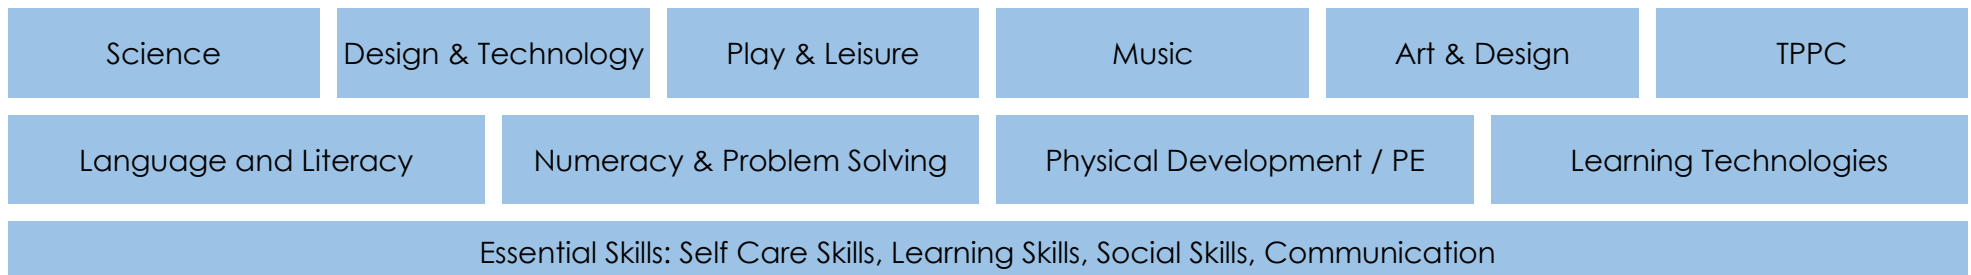 Science
Design & Technology
Play & Leisure
Music
Art & Design
TPPC
Language and Literacy
Numeracy & Problem Solving
Physical Development / PE
Learning Technologies
Essential Skills: Self Care Skills, Learning Skills, Social Skills, Communication